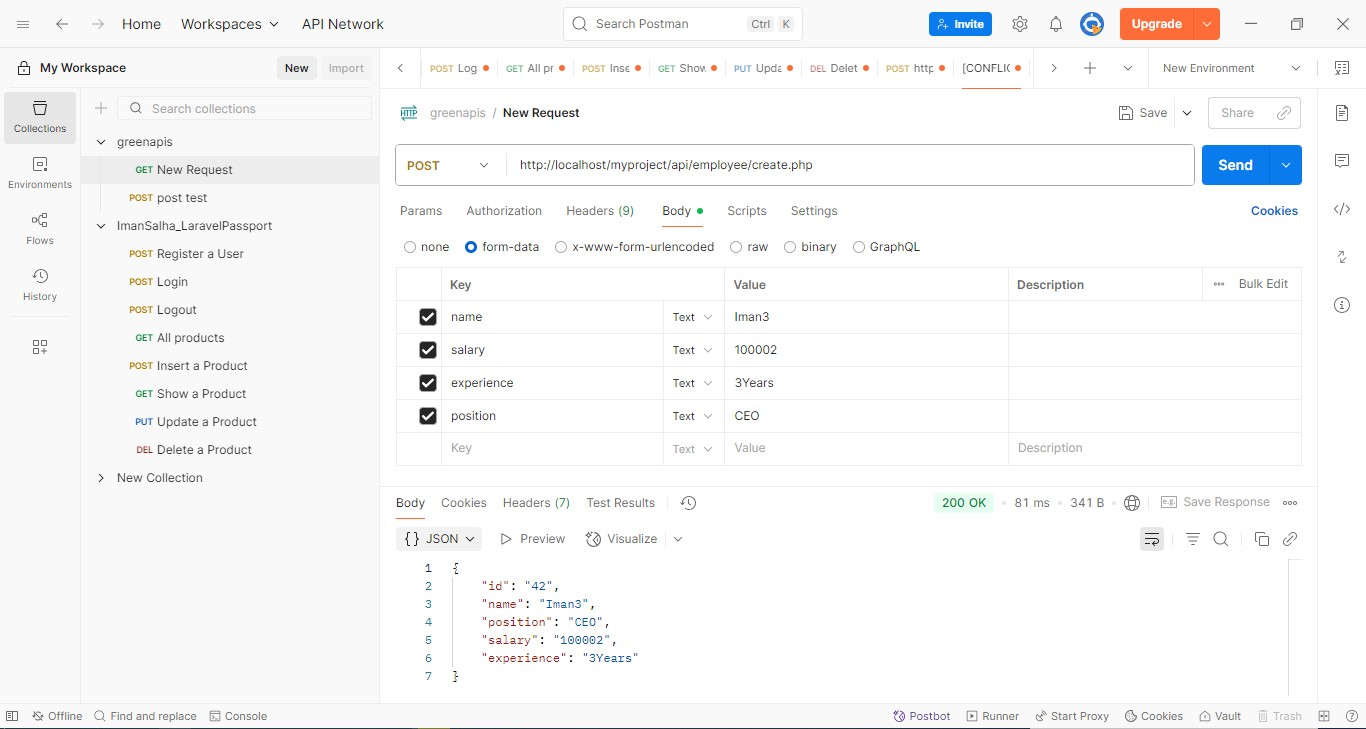 Home Workspaces API Network Search Postman Ctrl K Invite Upgrade
My Workspace New Import POST Log GET All pr POST Inse GET Show PUT Upda DEL Delet POST http [CONFLIC New Environment
Collections
Environments
Flows
History
Search collections
greenapis
GET New Request
POST post test
ImanSalha_LaravelPassport
POST Register a User
POST Login
POST Logout
GET All products
POST Insert a Product
GET Show a Product
PUT Update a Product
DEL Delete a Product
New Collection
HTTP greenapis / New Request Save Share
POST http://localhost/myproject/api/employee/create.php Send
Params Authorization Headers (9) Body Scripts Settings Cookies
none form-data x-www-form-urlencoded raw binary GraphQL
Key Value Description Bulk Edit
name Text Iman3
salary Text 100002
experience Text 3Years
position Text CEO
Key Text Value Description
Body Cookies Headers (7) Test Results 200 OK 81 ms 341 B e.g. Save Response
{} JSON Preview Visualize
1 {
2 "id": "42",
3 "name": "Iman3",
4 "position": "CEO",
5 "salary": "100002",
6 "experience": "3Years"
7 }
Offline Find and replace Console Postbot Runner Start Proxy Cookies Vault Trash